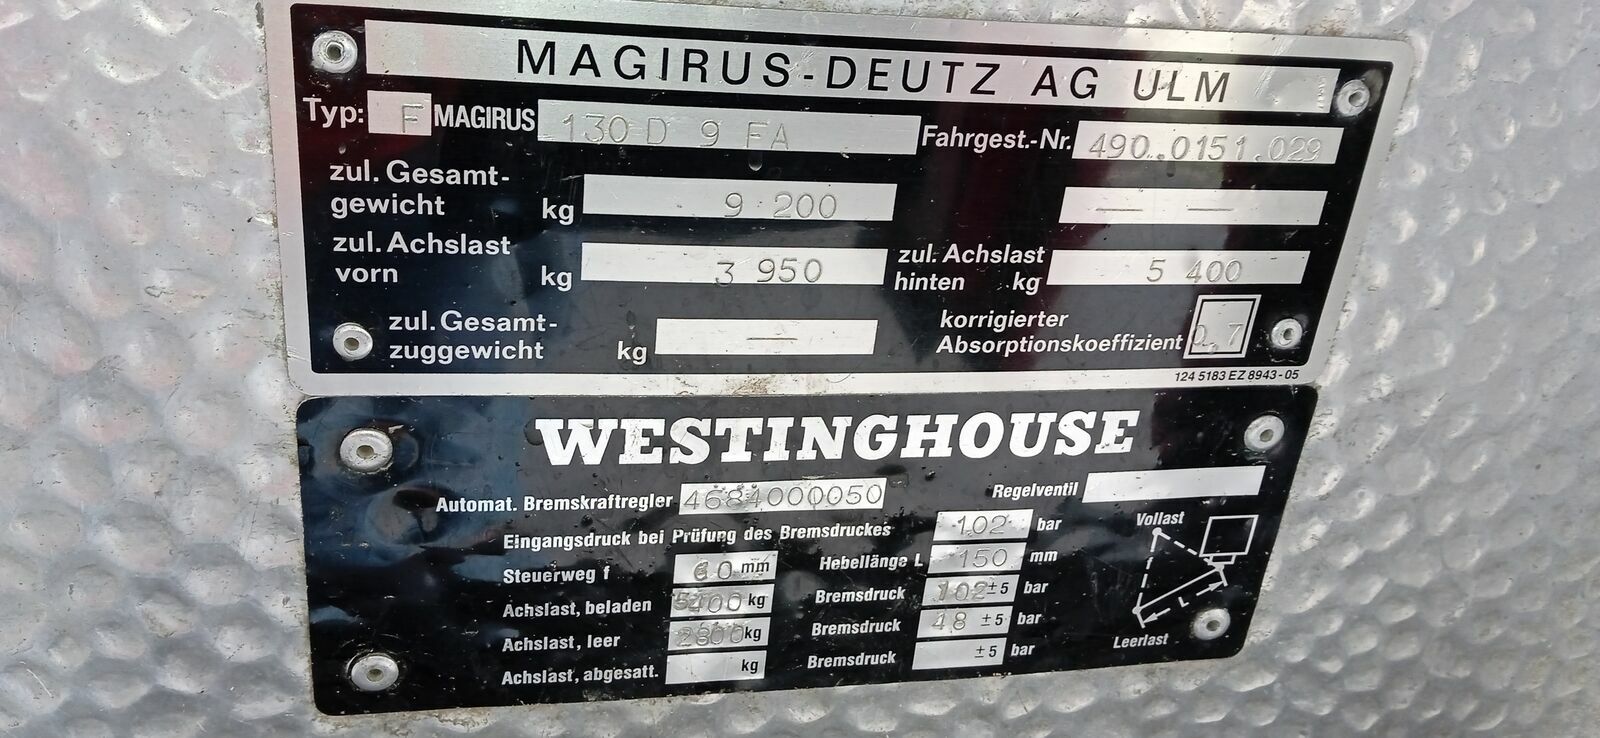 MAGIRUS-DEUTZ AG ULM
Typ: F MAGIRUS 130 D 9 FA Fahrgest.-Nr. 490.0151.029
zul. Gesamt-
gewicht kg 9 200 — —
zul. Achslast
vorn kg 3 950
zul. Achslast
hinten kg 5 400
zul. Gesamt-
zuggewicht kg —
korrigierter
Absorptionskoeffizient 0,7
124 5183 EZ 8943-05
WESTINGHOUSE
Automat. Bremskraftregler 4684000050 Regelventil
Eingangsdruck bei Prüfung des Bremsdruckes 102 bar
Steuerweg f 60 mm Hebellänge L 150 mm
Achslast, beladen 5400 kg Bremsdruck 102 ±5 bar
Achslast, leer 2800 kg Bremsdruck 48 ±5 bar
Achslast, abgesatt. kg Bremsdruck ±5 bar
Vollast
L
Leerlast